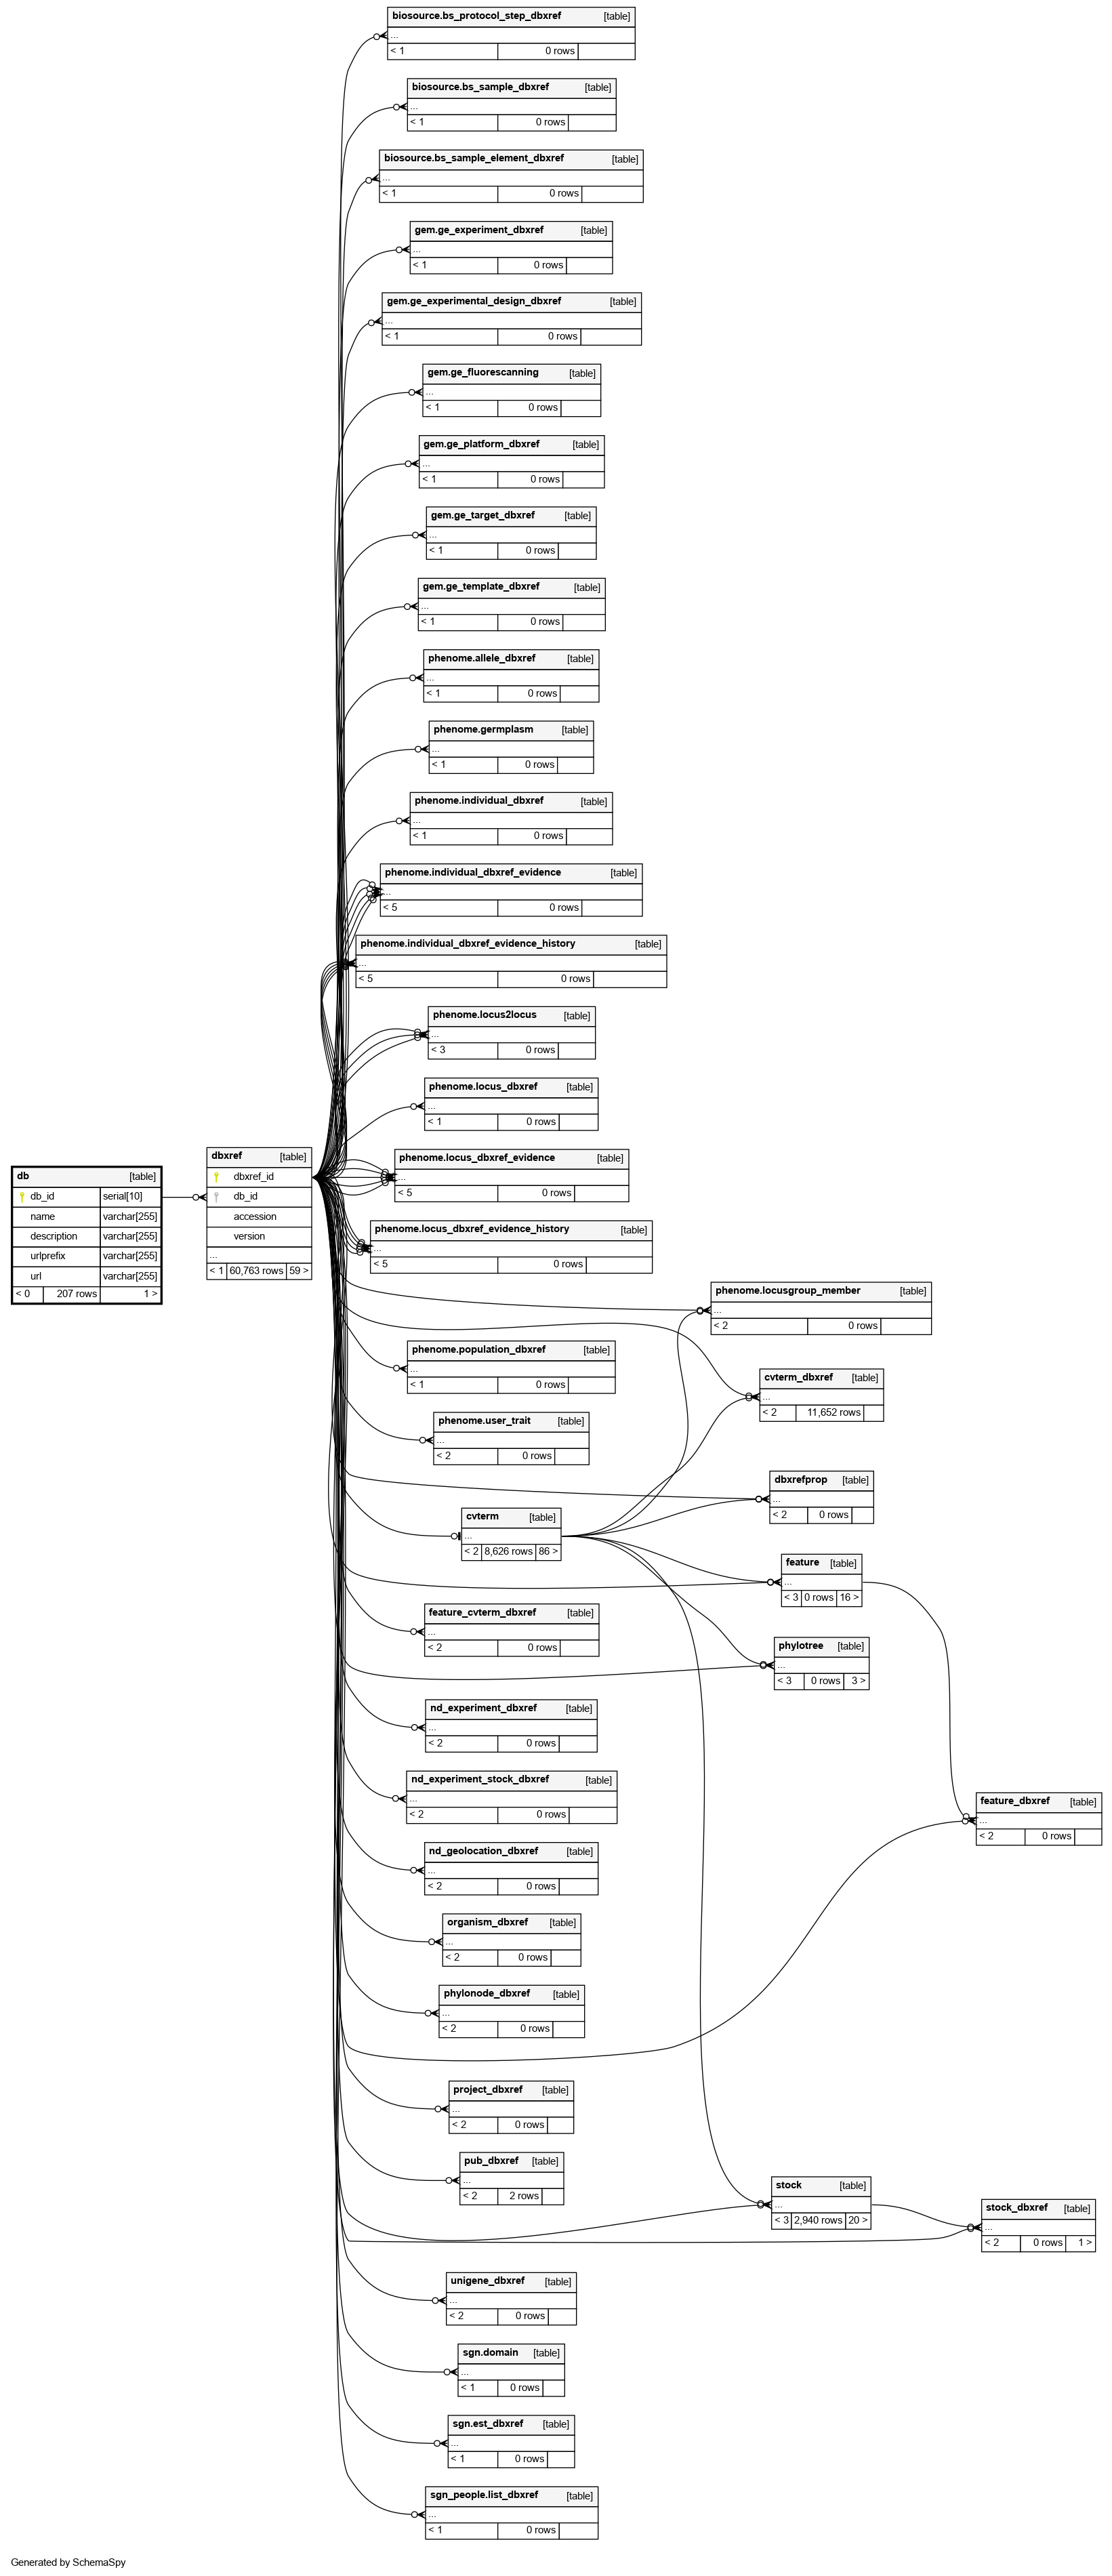 biosource.bs_protocol_step_dbxref [table]
...
< 1 0 rows
biosource.bs_sample_dbxref [table]
...
< 1 0 rows
biosource.bs_sample_element_dbxref [table]
...
< 1 0 rows
gem.ge_experiment_dbxref [table]
...
< 1 0 rows
gem.ge_experimental_design_dbxref [table]
...
< 1 0 rows
gem.ge_fluorescanning [table]
...
< 1 0 rows
gem.ge_platform_dbxref [table]
...
< 1 0 rows
gem.ge_target_dbxref [table]
...
< 1 0 rows
gem.ge_template_dbxref [table]
...
< 1 0 rows
phenome.allele_dbxref [table]
...
< 1 0 rows
phenome.germplasm [table]
...
< 1 0 rows
phenome.individual_dbxref [table]
...
< 1 0 rows
phenome.individual_dbxref_evidence [table]
...
< 5 0 rows
phenome.individual_dbxref_evidence_history [table]
...
< 5 0 rows
phenome.locus2locus [table]
...
< 3 0 rows
phenome.locus_dbxref [table]
...
< 1 0 rows
db [table]
db_id serial[10]
name varchar[255]
description varchar[255]
urlprefix varchar[255]
url varchar[255]
< 0 207 rows 1 >
dbxref [table]
dbxref_id
db_id
accession
version
...
< 1 60,763 rows 59 >
phenome.locus_dbxref_evidence [table]
...
< 5 0 rows
phenome.locus_dbxref_evidence_history [table]
...
< 5 0 rows
phenome.locusgroup_member [table]
...
< 2 0 rows
phenome.population_dbxref [table]
...
< 1 0 rows
cvterm_dbxref [table]
...
< 2 11,652 rows
phenome.user_trait [table]
...
< 2 0 rows
dbxrefprop [table]
...
< 2 0 rows
cvterm [table]
...
< 2 8,626 rows 86 >
feature [table]
...
< 3 0 rows 16 >
feature_cvterm_dbxref [table]
...
< 2 0 rows
phylotree [table]
...
< 3 0 rows 3 >
nd_experiment_dbxref [table]
...
< 2 0 rows
nd_experiment_stock_dbxref [table]
...
< 2 0 rows
feature_dbxref [table]
...
< 2 0 rows
nd_geolocation_dbxref [table]
...
< 2 0 rows
organism_dbxref [table]
...
< 2 0 rows
phylonode_dbxref [table]
...
< 2 0 rows
project_dbxref [table]
...
< 2 0 rows
pub_dbxref [table]
...
< 2 2 rows
stock [table]
...
< 3 2,940 rows 20 >
stock_dbxref [table]
...
< 2 0 rows 1 >
unigene_dbxref [table]
...
< 2 0 rows
sgn.domain [table]
...
< 1 0 rows
sgn.est_dbxref [table]
...
< 1 0 rows
sgn_people.list_dbxref [table]
...
< 1 0 rows
Generated by SchemaSpy